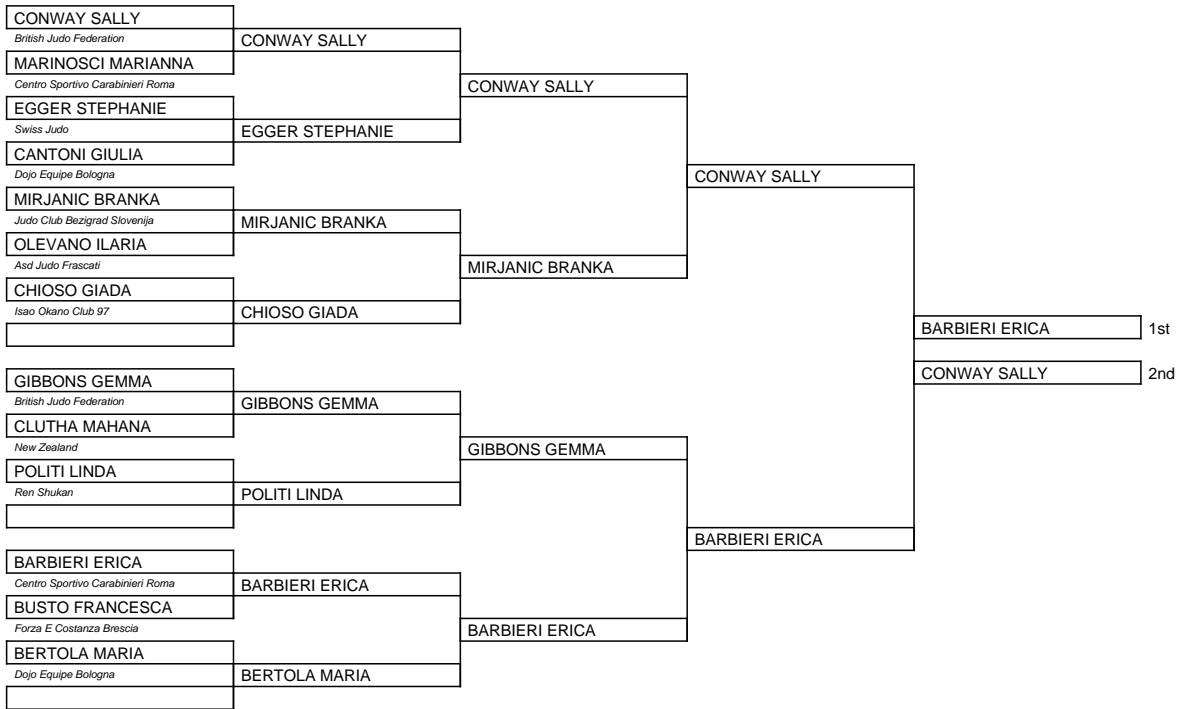 CONWAY SALLY
British Judo Federation
MARINOSCI MARIANNA
Centro Sportivo Carabinieri Roma
EGGER STEPHANIE
Swiss Judo
CANTONI GIULIA
Dojo Equipe Bologna
MIRJANIC BRANKA
Judo Club Bezigrad Slovenija
OLEVANO ILARIA
Asd Judo Frascati
CHIOSO GIADA
Isao Okano Club 97
GIBBONS GEMMA
British Judo Federation
CLUTHA MAHANA
New Zealand
POLITI LINDA
Ren Shukan
BARBIERI ERICA
Centro Sportivo Carabinieri Roma
BUSTO FRANCESCA
Forza E Costanza Brescia
BERTOLA MARIA
Dojo Equipe Bologna
CONWAY SALLY
EGGER STEPHANIE
MIRJANIC BRANKA
CHIOSO GIADA
GIBBONS GEMMA
POLITI LINDA
BARBIERI ERICA
BERTOLA MARIA
CONWAY SALLY
MIRJANIC BRANKA
GIBBONS GEMMA
BARBIERI ERICA
CONWAY SALLY
BARBIERI ERICA
BARBIERI ERICA 1st
CONWAY SALLY 2nd